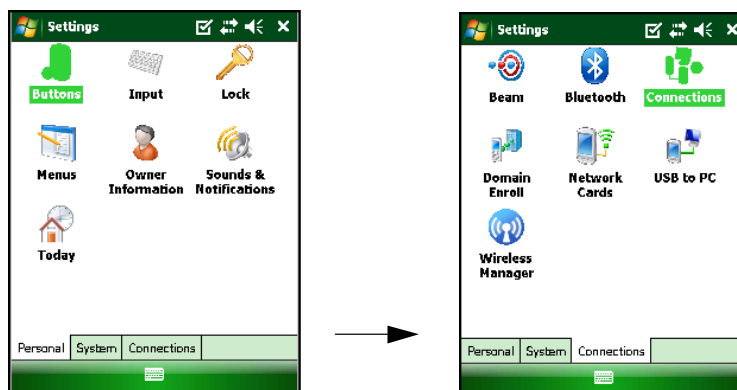 Settings
Buttons
Input
Lock
Menus
Owner
Information
Sounds &
Notifications
Today
Personal
System
Connections
Settings
Beam
Bluetooth
Connections
Domain
Enroll
Network
Cards
USB to PC
Wireless
Manager
Personal
System
Connections